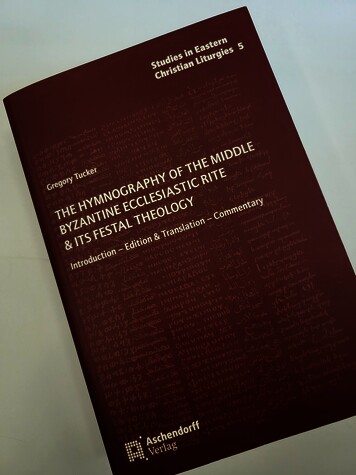 Studies in Eastern
Christian Liturgies 5
Gregory Tucker
THE HYMNOGRAPHY OF THE MIDDLE
BYZANTINE ECCLESIASTIC RITE
& ITS FESTAL THEOLOGY
Introduction – Edition & Translation – Commentary
Aschendorff
Verlag